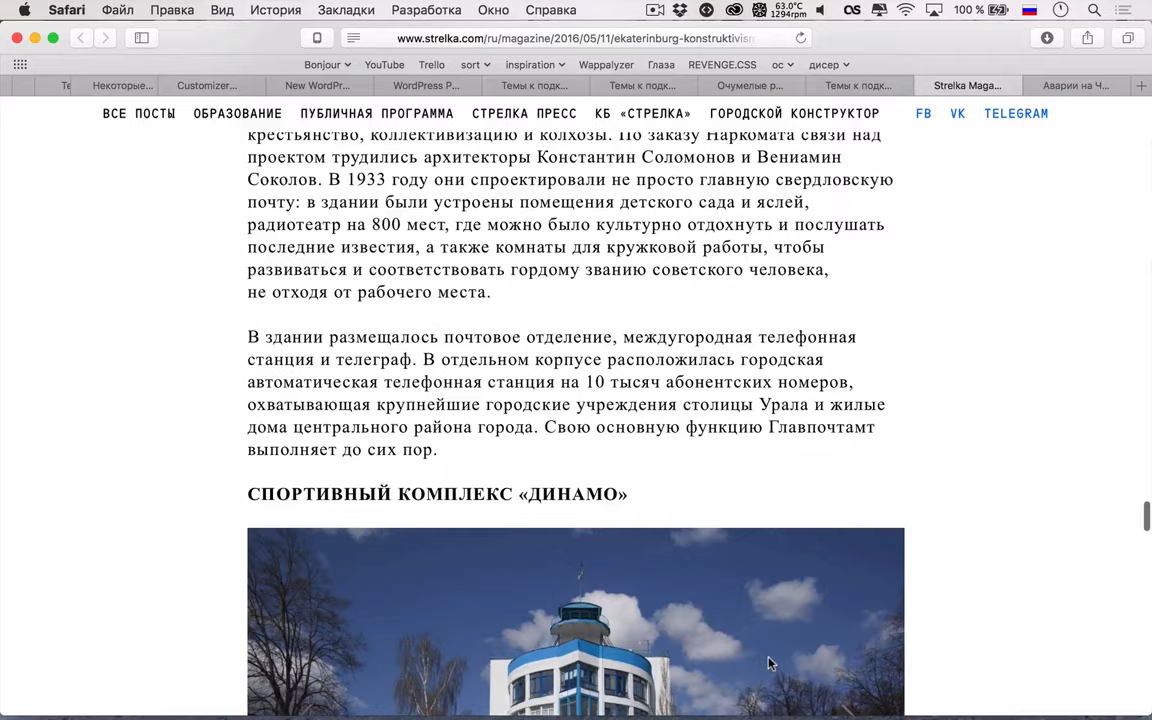 Safari Файл Правка Вид История Закладки Разработка Окно Справка 63.0°C 1294rpm 100 %
www.strelka.com/ru/magazine/2016/05/11/ekaterinburg-konstruktivism
Bonjour YouTube Trello sort inspiration Wappalyzer Глаза REVENGE.CSS ос дисер
Те Некоторые... Customizer... New WordPr... WordPress P... Темы к подк... Темы к подк... Очумелые р... Темы к подк... Strelka Maga... Аварии на Ч...
ВСЕ ПОСТЫ ОБРАЗОВАНИЕ ПУБЛИЧНАЯ ПРОГРАММА СТРЕЛКА ПРЕСС КБ «СТРЕЛКА» ГОРОДСКОЙ КОНСТРУКТОР FB VK TELEGRAM
крестьянство, коллективизацию и колхозы. По заказу Наркомата связи над
проектом трудились архитекторы Константин Соломонов и Вениамин
Соколов. В 1933 году они спроектировали не просто главную свердловскую
почту: в здании были устроены помещения детского сада и яслей,
радиотеатр на 800 мест, где можно было культурно отдохнуть и послушать
последние известия, а также комнаты для кружковой работы, чтобы
развиваться и соответствовать гордому званию советского человека,
не отходя от рабочего места.
В здании размещалось почтовое отделение, междугородная телефонная
станция и телеграф. В отдельном корпусе расположилась городская
автоматическая телефонная станция на 10 тысяч абонентских номеров,
охватывающая крупнейшие городские учреждения столицы Урала и жилые
дома центрального района города. Свою основную функцию Главпочтамт
выполняет до сих пор.
СПОРТИВНЫЙ КОМПЛЕКС «ДИНАМО»